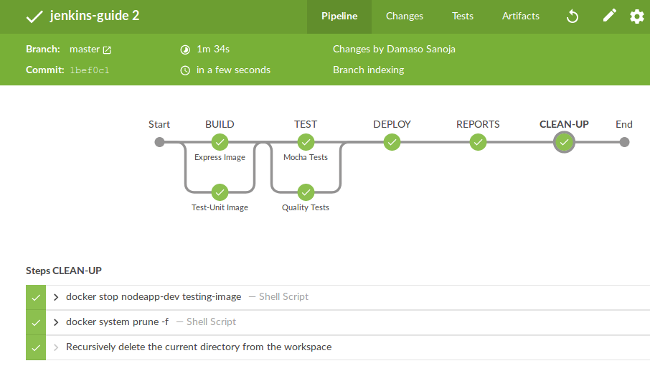 jenkins-guide 2
Pipeline Changes Tests Artifacts
Branch: master 1m 34s Changes by Damaso Sanoja
Commit: 1bef0c1 in a few seconds Branch indexing
Start BUILD TEST DEPLOY REPORTS CLEAN-UP End
Express Image Mocha Tests
Test-Unit Image Quality Tests
Steps CLEAN-UP
docker stop nodeapp-dev testing-image — Shell Script
docker system prune -f — Shell Script
Recursively delete the current directory from the workspace